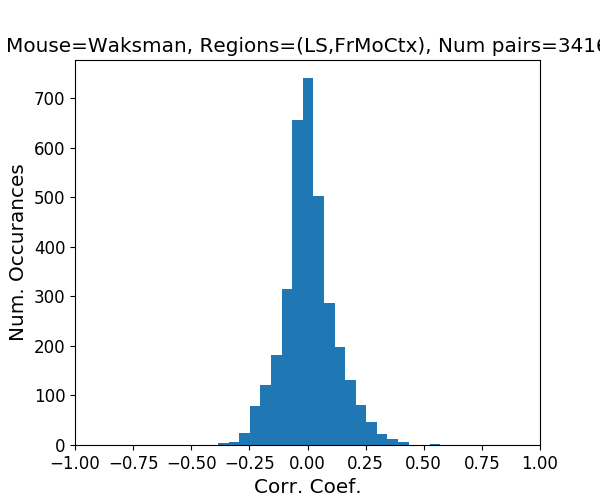 Mouse=Waksman, Regions=(LS,FrMoCtx), Num pairs=3416
700
600
500
400
300
200
100
0
Num. Occurances
−1.00 −0.75 −0.50 −0.25 0.00 0.25 0.50 0.75 1.00
Corr. Coef.